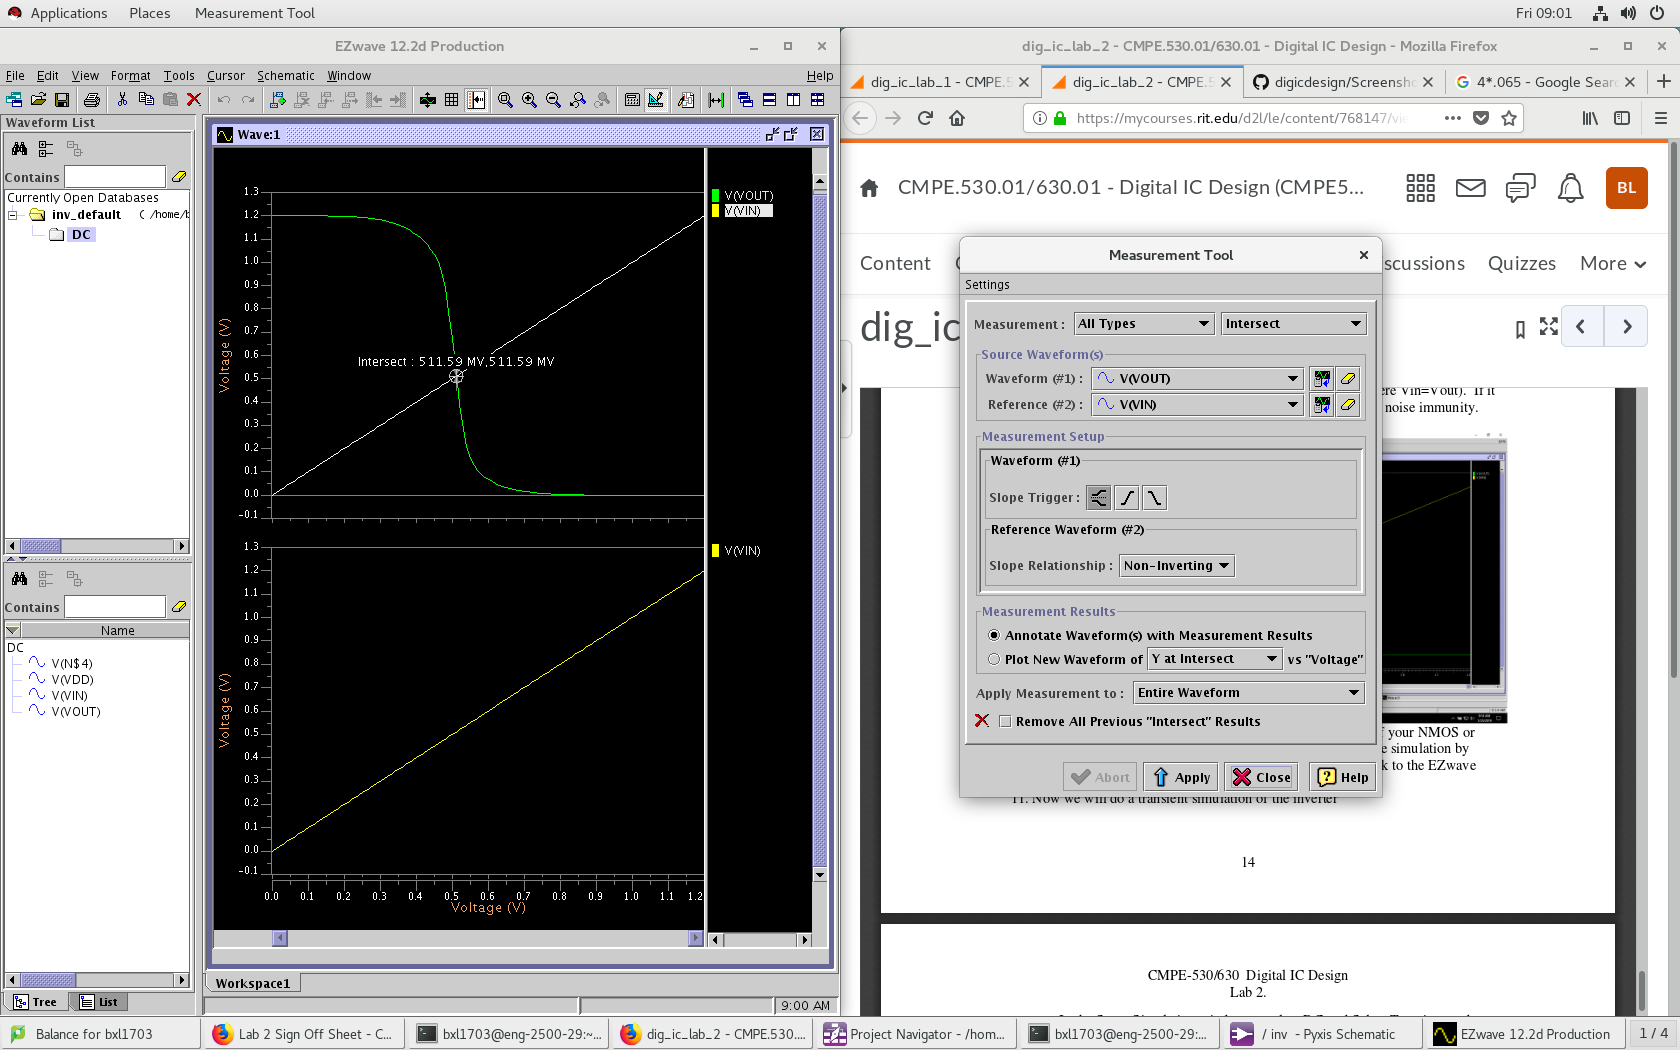 Applications Places Measurement Tool Fri 09:01
EZwave 12.2d Production
dig_ic_lab_2 - CMPE.530.01/630.01 - Digital IC Design - Mozilla Firefox
File Edit View Format Tools Cursor Schematic Window Help
dig_ic_lab_1 - CMPE.5
dig_ic_lab_2 - CMPE.5
digicdesign/Screensho
4*.065 - Google Searc
https://mycourses.rit.edu/d2l/le/content/768147/vi
Waveform List
Contains
Currently Open Databases
inv_default ( /home/b
DC
Contains
Name
DC
V(N$4)
V(VDD)
V(VIN)
V(VOUT)
Tree List
Wave:1
1.3
1.2
1.1
1.0
0.9
0.8
0.7
0.6
0.5
0.4
0.3
0.2
0.1
0.0
-0.1
Voltage (V)
Intersect : 511.59 MV,511.59 MV
V(VOUT)
V(VIN)
1.3
1.2
1.1
1.0
0.9
0.8
0.7
0.6
0.5
0.4
0.3
0.2
0.1
0.0
-0.1
Voltage (V)
V(VIN)
0.0 0.1 0.2 0.3 0.4 0.5 0.6 0.7 0.8 0.9 1.0 1.1 1.2
Voltage (V)
Workspace1
9:00 AM
CMPE.530.01/630.01 - Digital IC Design (CMPE5...
BL
Content
scussions Quizzes More
dig_ic
Measurement Tool
Settings
Measurement : All Types Intersect
Source Waveform(s)
Waveform (#1) : V(VOUT)
Reference (#2) : V(VIN)
Measurement Setup
Waveform (#1)
Slope Trigger :
Reference Waveform (#2)
Slope Relationship : Non-Inverting
Measurement Results
Annotate Waveform(s) with Measurement Results
Plot New Waveform of Y at Intersect vs "Voltage"
Apply Measurement to : Entire Waveform
Remove All Previous "Intersect" Results
Abort Apply Close Help
ere Vin=Vout). If it
noise immunity.
f your NMOS or
e simulation by
k to the EZwave
11. Now we will do a transient simulation of the inverter
14
CMPE-530/630 Digital IC Design
Lab 2.
Balance for bxl1703
Lab 2 Sign Off Sheet - C...
bxl1703@eng-2500-29:~...
dig_ic_lab_2 - CMPE.530....
Project Navigator - /hom...
bxl1703@eng-2500-29:...
/ inv - Pyxis Schematic
EZwave 12.2d Production
1 / 4